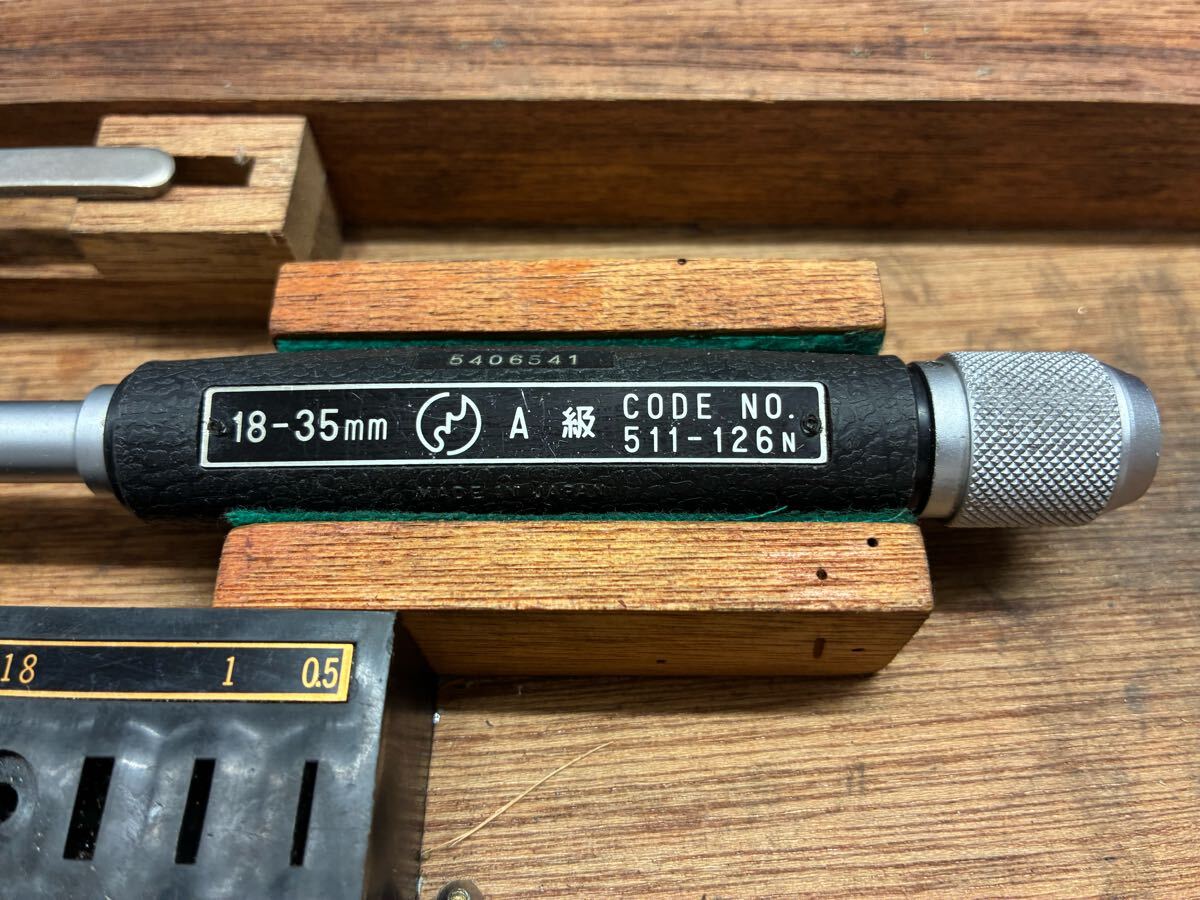 5406541
18-35mm A 級 CODE NO.
511-126N
MADE IN JAPAN
18 1 0.5